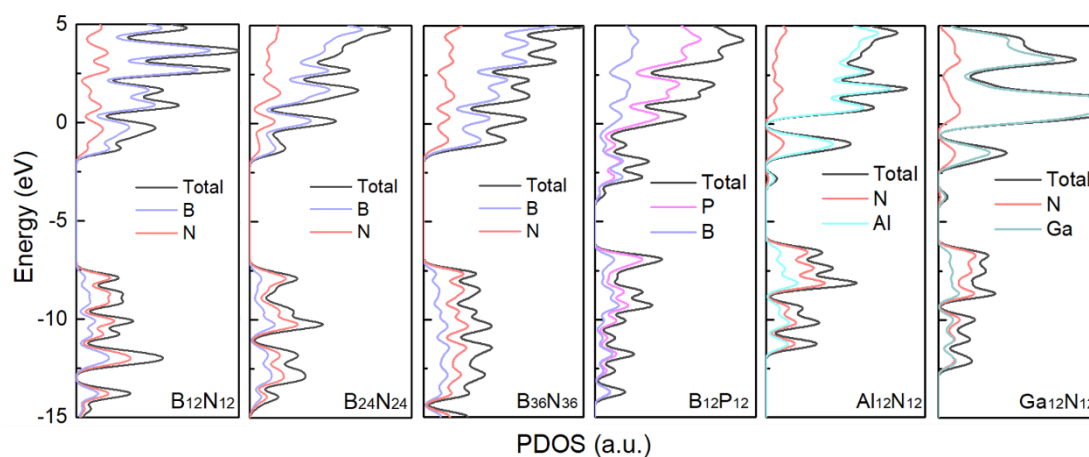 Energy (eV)
5
0
-5
-10
-15
Total
B
N
B12N12
Total
B
N
B24N24
Total
B
N
B36N36
Total
P
B
B12P12
Total
N
Al
Al12N12
Total
N
Ga
Ga12N12
PDOS (a.u.)